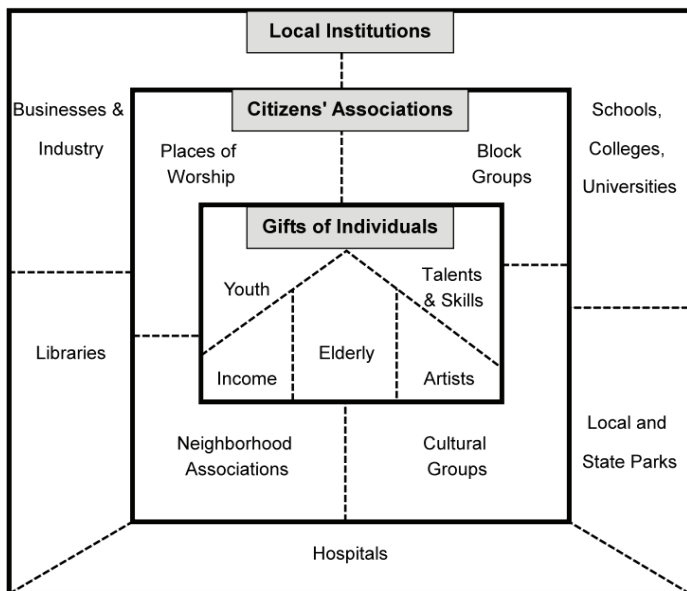 Local Institutions
Businesses &
Industry
Citizens' Associations
Schools,
Colleges,
Universities
Places of
Worship
Block
Groups
Gifts of Individuals
Youth
Talents
& Skills
Libraries
Income
Elderly
Artists
Neighborhood
Associations
Cultural
Groups
Local and
State Parks
Hospitals